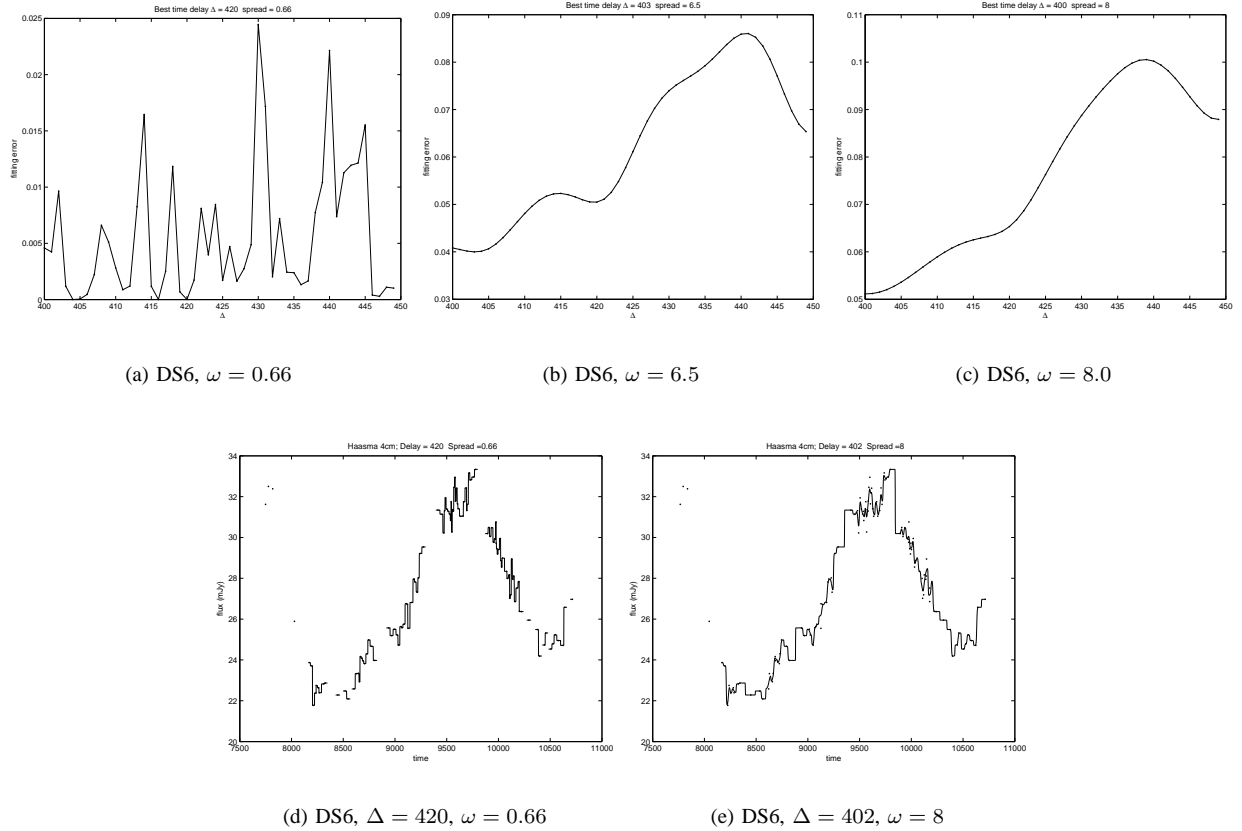 Best time delay Δ = 420 spread = 0.66
0.025
0.02
0.015
0.01
0.005
0
fitting error
400 405 410 415 420 425 430 435 440 445 450
Δ
(a) DS6, ω = 0.66
Best time delay Δ = 403 spread = 6.5
0.09
0.08
0.07
0.06
0.05
0.04
0.03
fitting error
400 405 410 415 420 425 430 435 440 445 450
Δ
(b) DS6, ω = 6.5
Best time delay Δ = 400 spread = 8
0.11
0.1
0.09
0.08
0.07
0.06
0.05
fitting error
400 405 410 415 420 425 430 435 440 445 450
Δ
(c) DS6, ω = 8.0
Haasma 4cm; Delay = 420 Spread =0.66
34
32
30
28
26
24
22
20
flux (mJy)
7500 8000 8500 9000 9500 10000 10500 11000
time
(d) DS6, Δ = 420, ω = 0.66
Haasma 4cm; Delay = 402 Spread =8
34
32
30
28
26
24
22
20
flux (mJy)
7500 8000 8500 9000 9500 10000 10500 11000
time
(e) DS6, Δ = 402, ω = 8